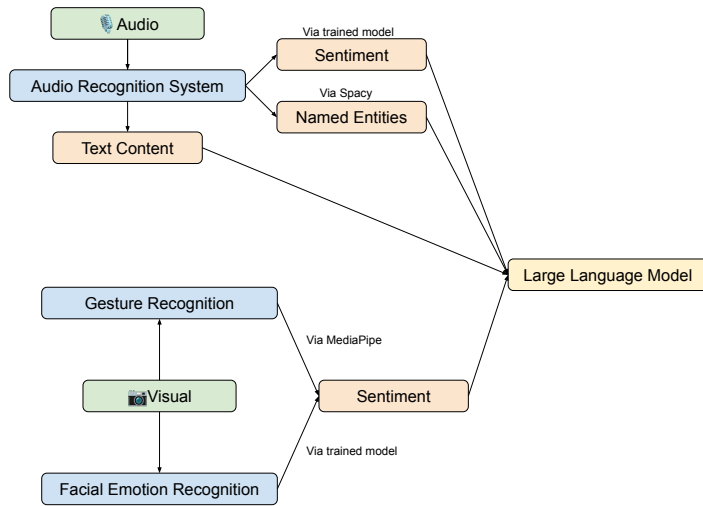 🎙️Audio
Via trained model
Sentiment
Audio Recognition System
Via Spacy
Named Entities
Text Content
Large Language Model
Gesture Recognition
Via MediaPipe
📷Visual
Sentiment
Via trained model
Facial Emotion Recognition